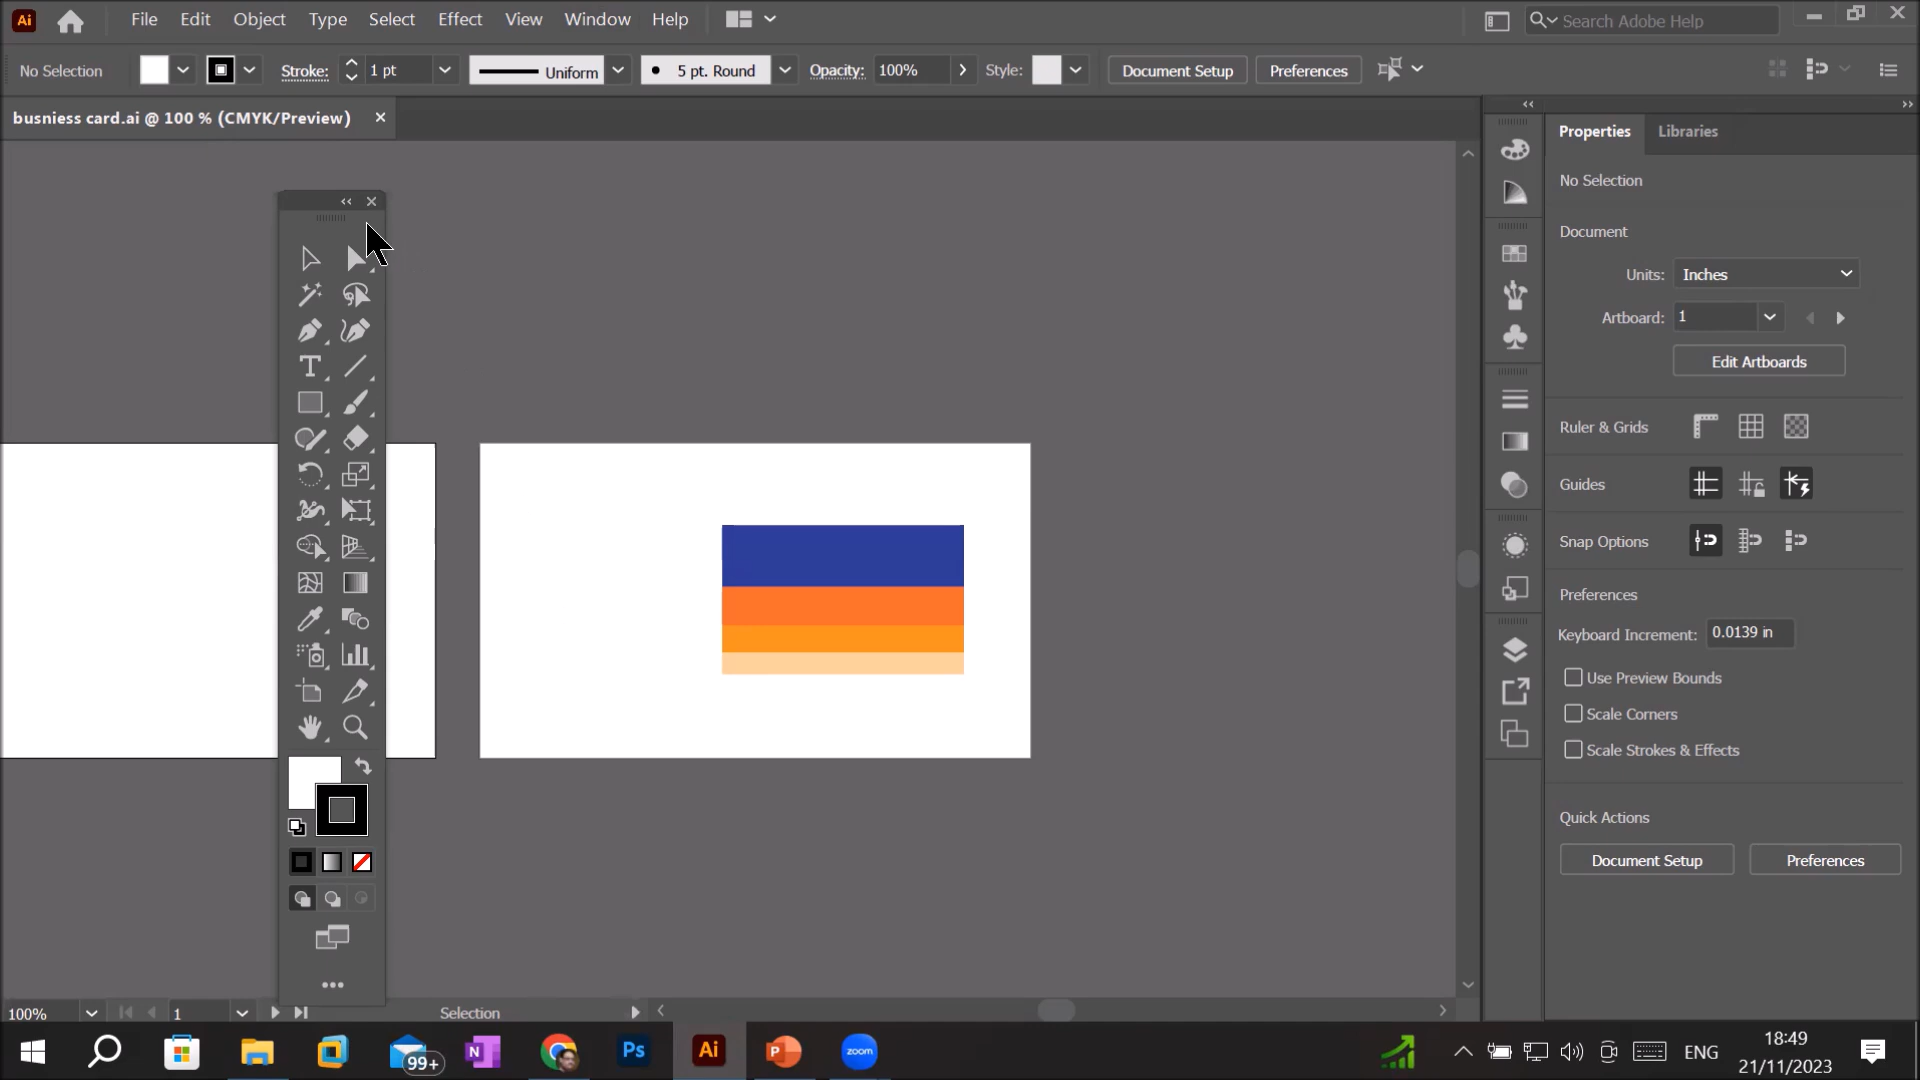 Ai File Edit Object Type Select Effect View Window Help Search Adobe Help
No Selection Stroke: 1 pt Uniform 5 pt. Round Opacity: 100% Style: Document Setup Preferences
busniess card.ai @ 100 % (CMYK/Preview)
Properties Libraries
No Selection
Document
Units: Inches
Artboard: 1
Edit Artboards
Ruler & Grids
Guides
Snap Options
Preferences
Keyboard Increment: 0.0139 in
Use Preview Bounds
Scale Corners
Scale Strokes & Effects
Quick Actions
Document Setup Preferences
100% 1 Selection
99+ N Ps Ai P zoom ENG 18:49
21/11/2023